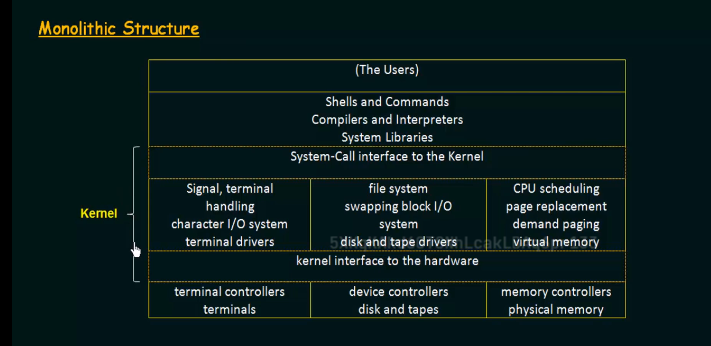 Monolithic Structure
(The Users)
Shells and Commands
Compilers and Interpreters
System Libraries
System-Call interface to the Kernel
Kernel
Signal, terminal
handling
character I/O system
terminal drivers
file system
swapping block I/O
system
disk and tape drivers
CPU scheduling
page replacement
demand paging
virtual memory
kernel interface to the hardware
terminal controllers
terminals
device controllers
disk and tapes
memory controllers
physical memory